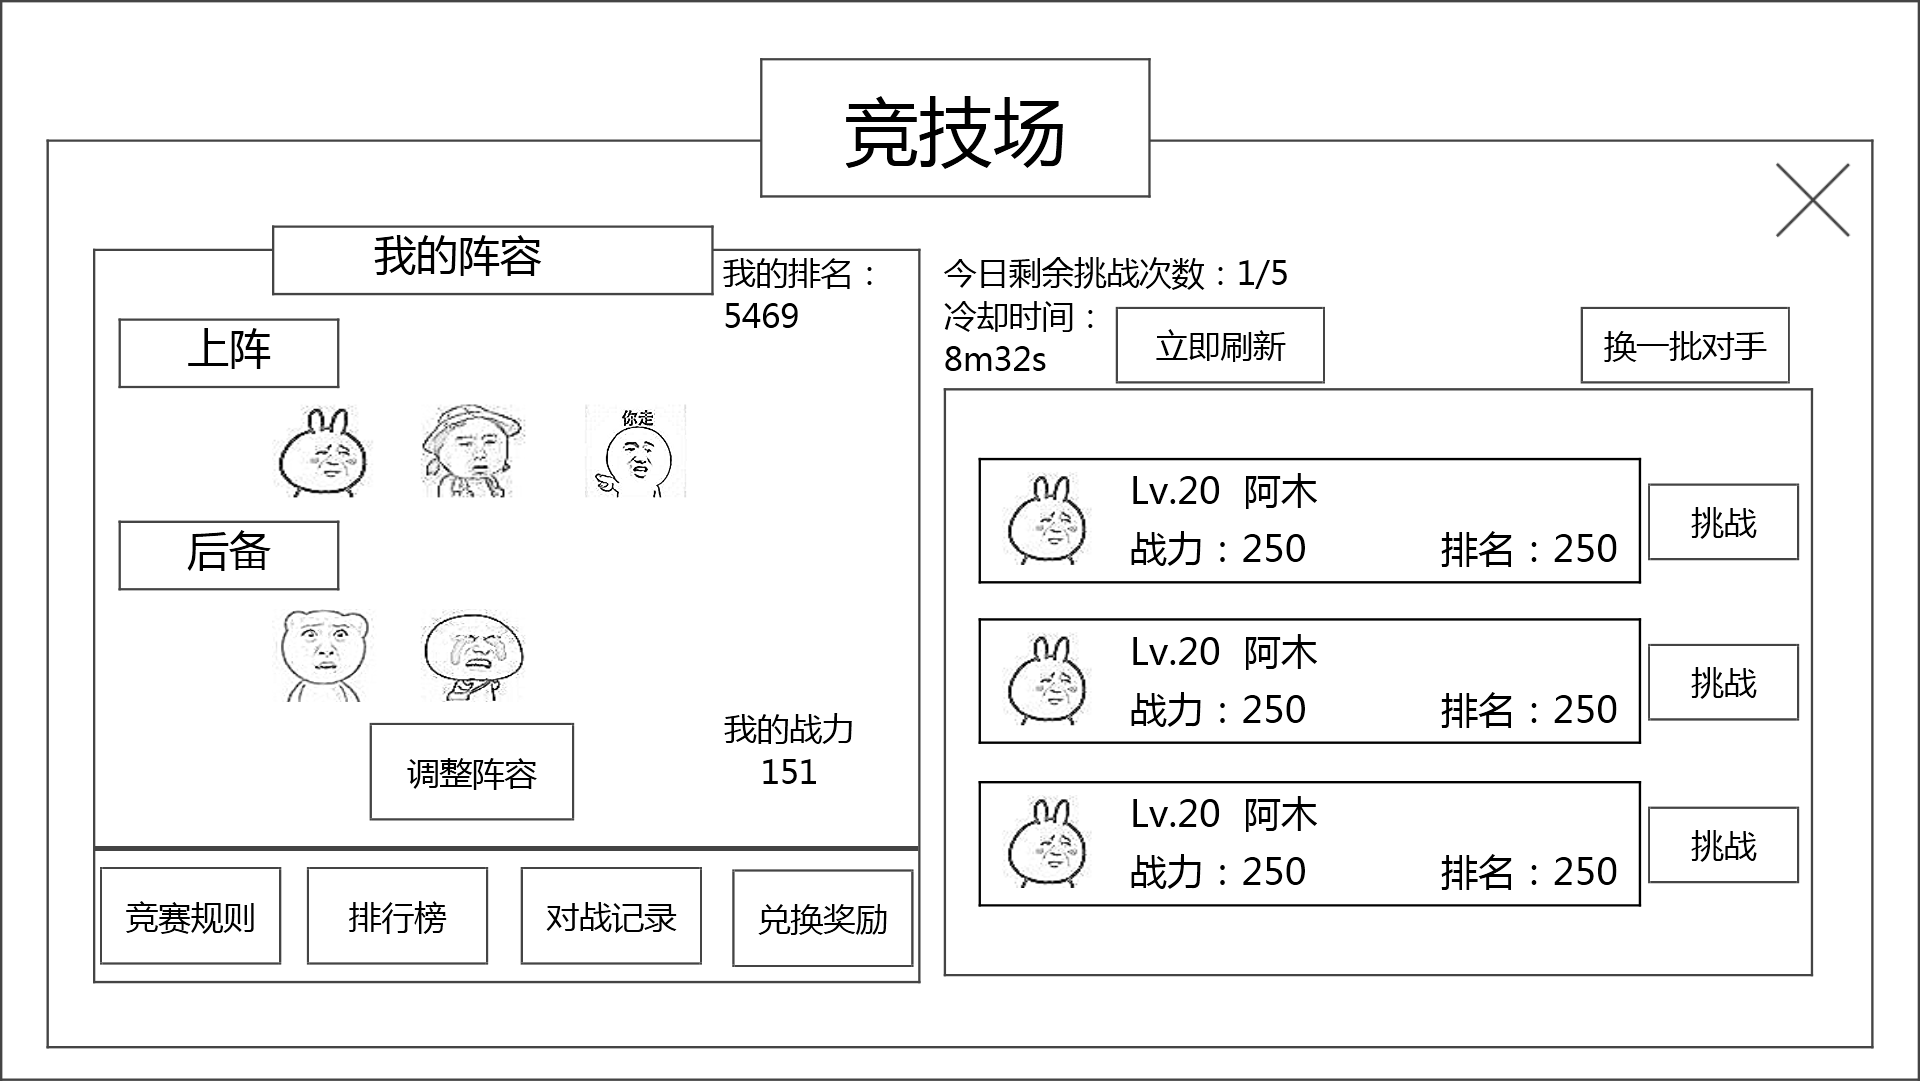 竞技场
我的阵容
我的排名：
5469
上阵
你走
后备
我的战力
151
调整阵容
竞赛规则
排行榜
对战记录
兑换奖励
今日剩余挑战次数：1/5
冷却时间：
8m32s
立即刷新
换一批对手
Lv.20 阿木
战力：250 排名：250
挑战
Lv.20 阿木
战力：250 排名：250
挑战
Lv.20 阿木
战力：250 排名：250
挑战